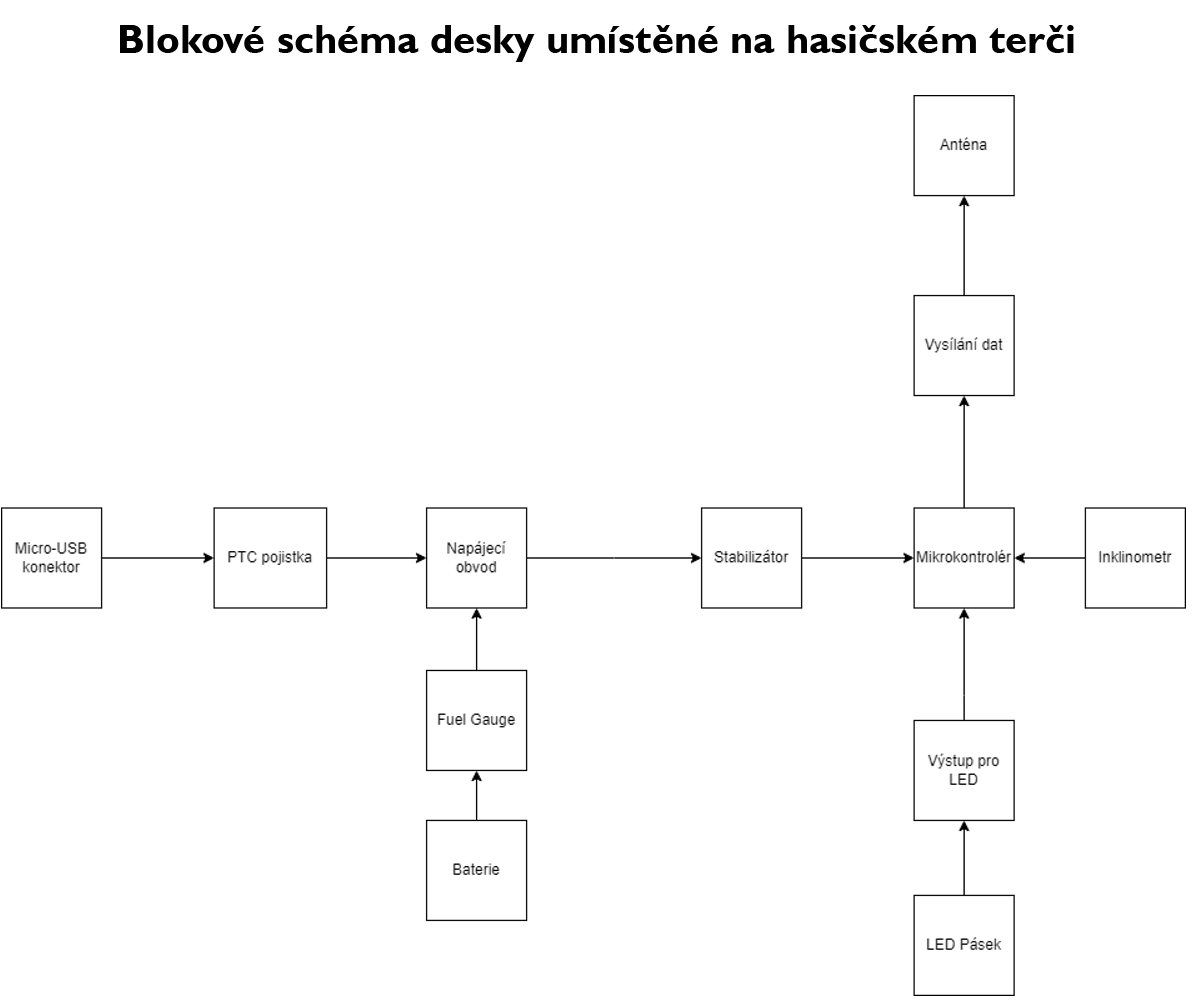 Blokové schéma desky umístěné na hasičském terči
Anténa
Vysílání dat
Micro-USB
konektor
PTC pojistka
Napájecí
obvod
Stabilizátor
Mikrokontrolér
Inklinometr
Fuel Gauge
Výstup pro
LED
Baterie
LED Pásek